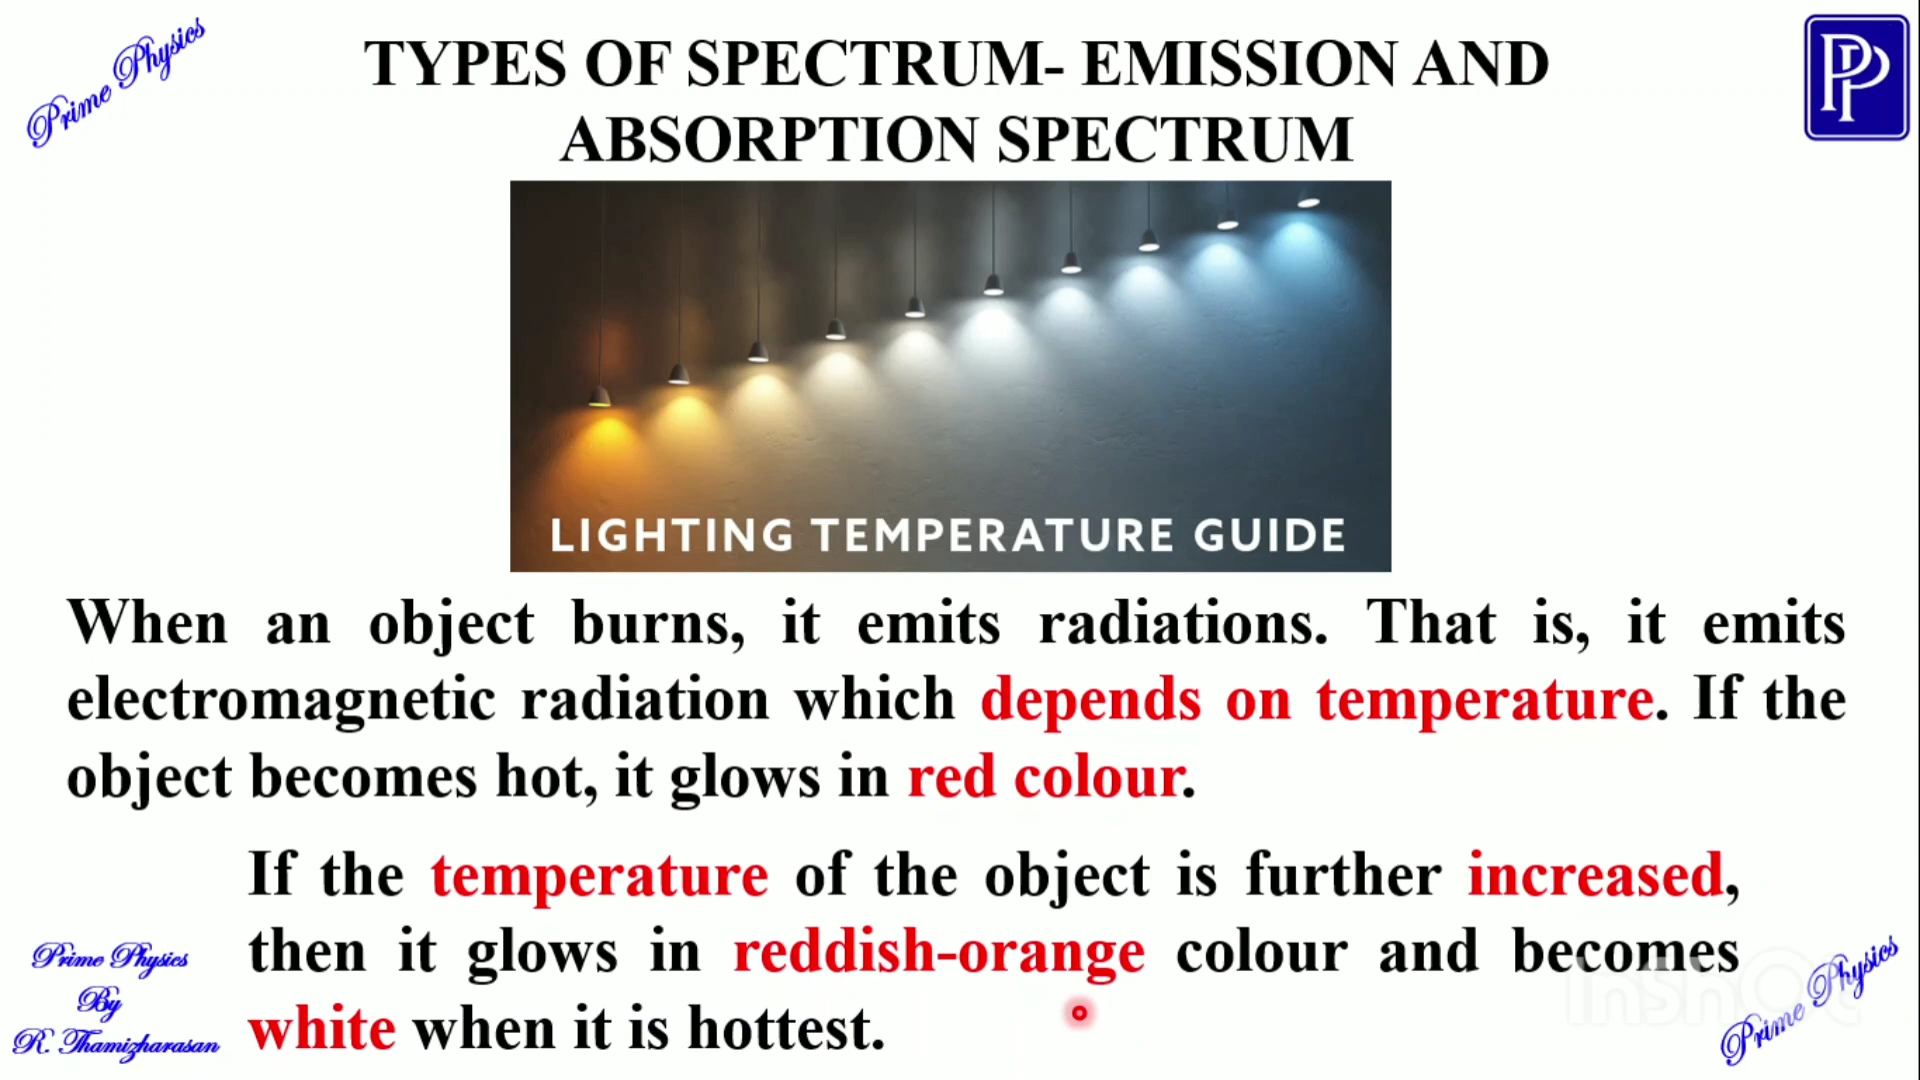 Prime Physics
TYPES OF SPECTRUM- EMISSION AND
ABSORPTION SPECTRUM
PP
LIGHTING TEMPERATURE GUIDE
When an object burns, it emits radiations. That is, it emits
electromagnetic radiation which depends on temperature. If the
object becomes hot, it glows in red colour.
If the temperature of the object is further increased,
then it glows in reddish-orange colour and becomes
white when it is hottest.
Prime Physics
By
R. Thamizharasan
InShOt
Prime Physics